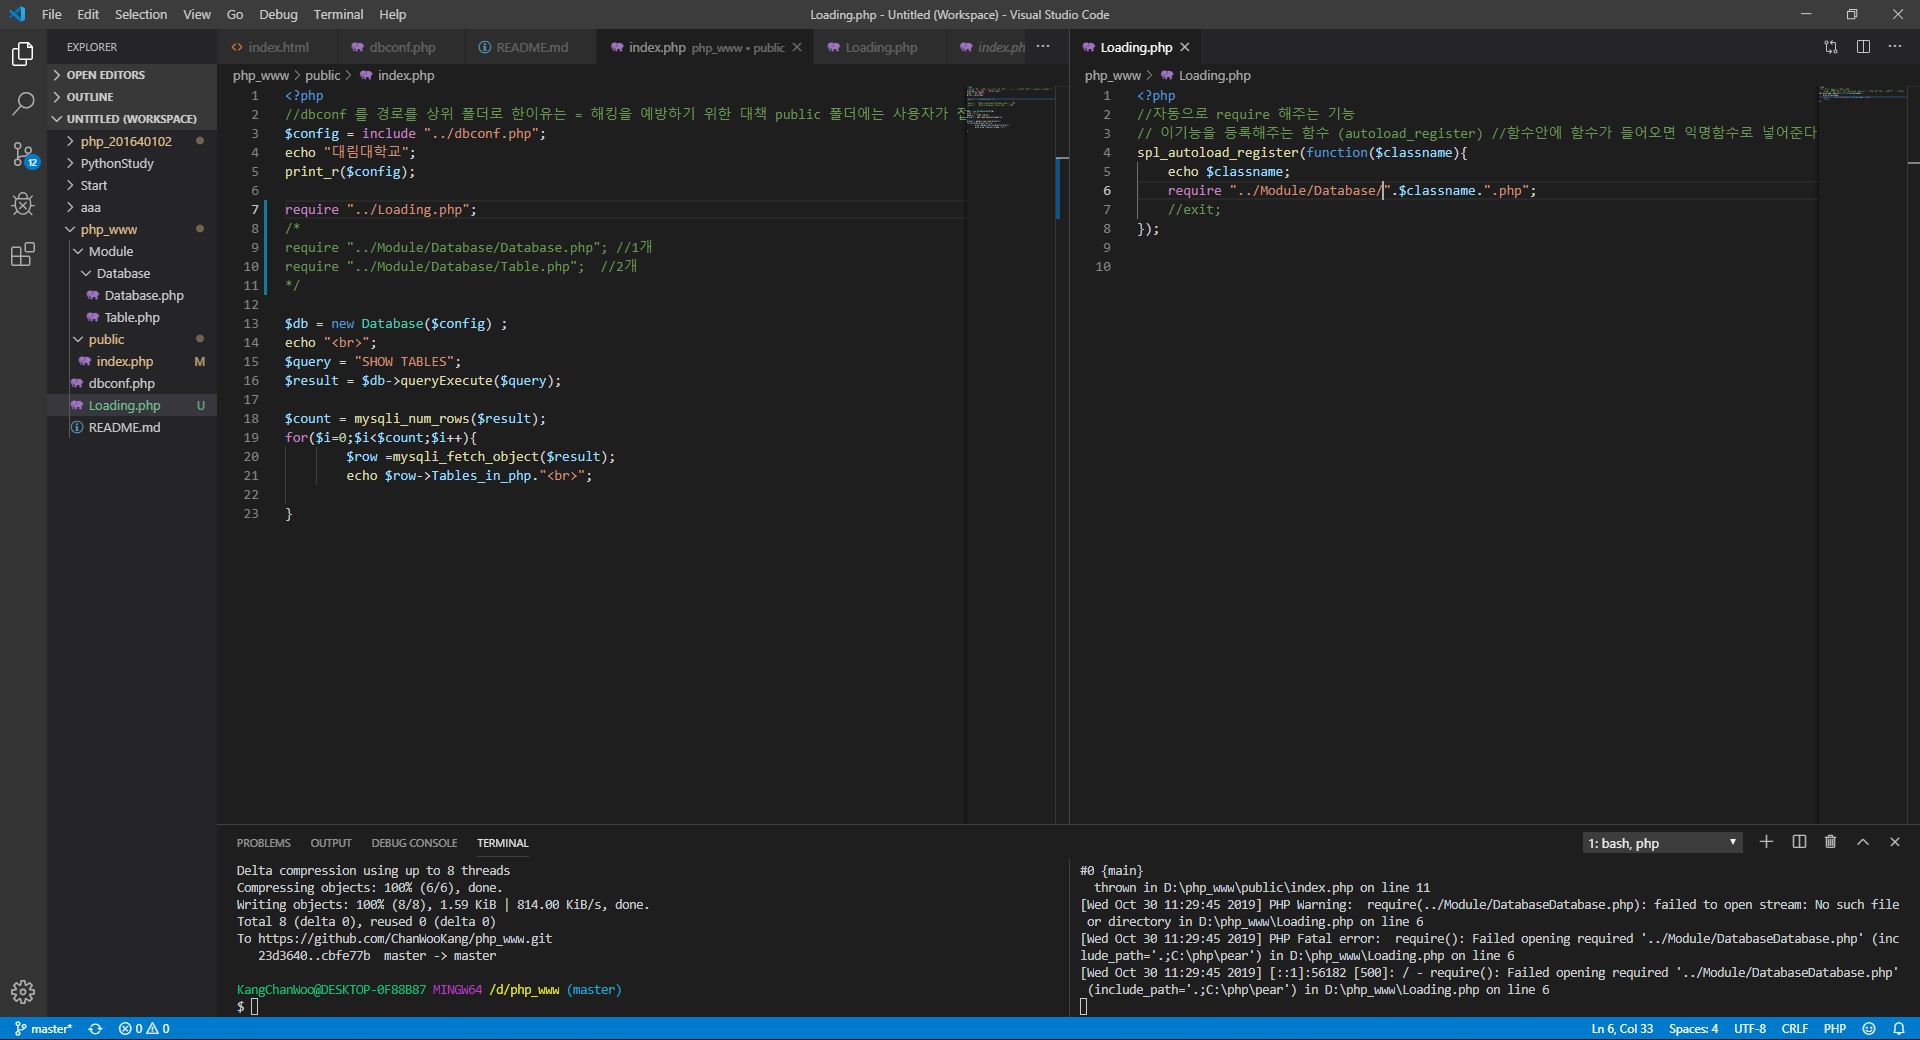 File Edit Selection View Go Debug Terminal Help
Loading.php - Untitled (Workspace) - Visual Studio Code
EXPLORER
OPEN EDITORS
OUTLINE
UNTITLED (WORKSPACE)
php_201640102
PythonStudy
Start
aaa
php_www
Module
Database
Database.php
Table.php
public
index.php M
dbconf.php
Loading.php U
README.md
12
index.html dbconf.php README.md index.php php_www • public Loading.php index.ph
php_www > public > index.php
1 <?php
2 //dbconf 를 경로를 상위 폴더로 한이유는 = 해킹을 예방하기 위한 대책 public 폴더에는 사용자가 접
3 $config = include "../dbconf.php";
4 echo "대림대학교";
5 print_r($config);
6
7 require "../Loading.php";
8 /*
9 require "../Module/Database/Database.php"; //1개
10 require "../Module/Database/Table.php";  //2개
11 */
12
13 $db = new Database($config) ;
14 echo "<br>";
15 $query = "SHOW TABLES";
16 $result = $db->queryExecute($query);
17
18 $count = mysqli_num_rows($result);
19 for($i=0;$i<$count;$i++){
20 $row =mysqli_fetch_object($result);
21 echo $row->Tables_in_php."<br>";
22
23 }
Loading.php
php_www > Loading.php
1 <?php
2 //자동으로 require 해주는 기능
3 // 이기능을 등록해주는 함수 (autoload_register) //함수안에 함수가 들어오면 익명함수로 넣어준다
4 spl_autoload_register(function($classname){
5 echo $classname;
6 require "../Module/Database/".$classname.".php";
7 //exit;
8 });
9
10
PROBLEMS OUTPUT DEBUG CONSOLE TERMINAL
1: bash, php
Delta compression using up to 8 threads
Compressing objects: 100% (6/6), done.
Writing objects: 100% (8/8), 1.59 KiB | 814.00 KiB/s, done.
Total 8 (delta 0), reused 0 (delta 0)
To https://github.com/ChanWooKang/php_www.git
23d3640..cbfe77b  master -> master
KangChanWoo@DESKTOP-0F88B87 MINGW64 /d/php_www (master)
$
#0 {main}
thrown in D:\php_www\public\index.php on line 11
[Wed Oct 30 11:29:45 2019] PHP Warning:  require(../Module/DatabaseDatabase.php): failed to open stream: No such file
or directory in D:\php_www\Loading.php on line 6
[Wed Oct 30 11:29:45 2019] PHP Fatal error:  require(): Failed opening required '../Module/DatabaseDatabase.php' (inc
lude_path='.;C:\php\pear') in D:\php_www\Loading.php on line 6
[Wed Oct 30 11:29:45 2019] [::1]:56182 [500]: / - require(): Failed opening required '../Module/DatabaseDatabase.php'
(include_path='.;C:\php\pear') in D:\php_www\Loading.php on line 6
master* 0 0
Ln 6, Col 33 Spaces: 4 UTF-8 CRLF PHP